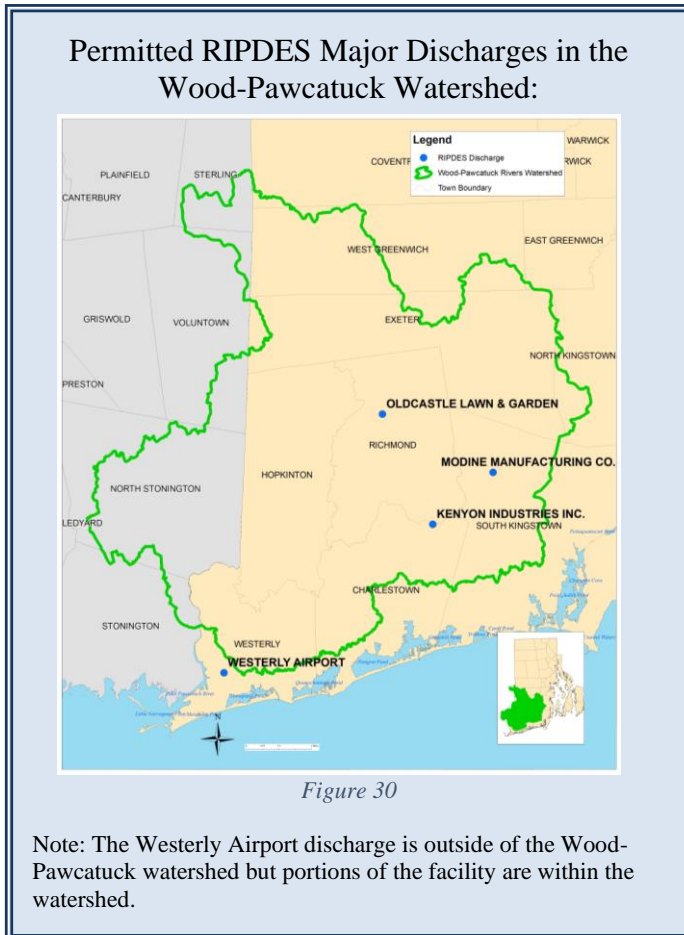 Permitted RIPDES Major Discharges in the
Wood-Pawcatuck Watershed:
Legend
RIPDES Discharge
Wood-Pawcatuck Rivers Watershed
Town Boundary
WARWICK
PLAINFIELD
STERLING
COVENT
RWICK
CANTERBURY
WEST GREENWICH
EAST GREENWICH
GRISWOLD
VOLUNTOWN
EXETER
NORTH KINGSTOWN
PRESTON
OLDCASTLE LAWN & GARDEN
RICHMOND
MODINE MANUFACTURING CO.
HOPKINTON
NORTH STONINGTON
KENYON INDUSTRIES INC.
LEDYARD
SOUTH KINGSTOWN
CHARLESTOWN
STONINGTON
WESTERLY
WESTERLY AIRPORT
N
Figure 30
Note: The Westerly Airport discharge is outside of the Wood-
Pawcatuck watershed but portions of the facility are within the
watershed.